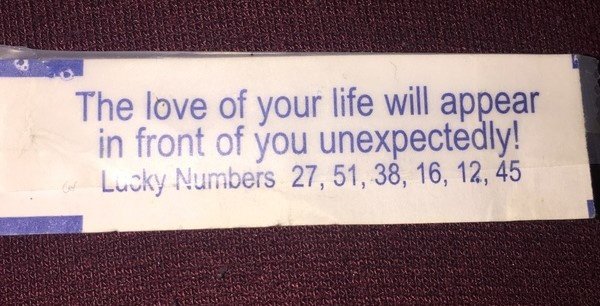 The love of your life will appear
in front of you unexpectedly!
Lucky Numbers 27, 51, 38, 16, 12, 45